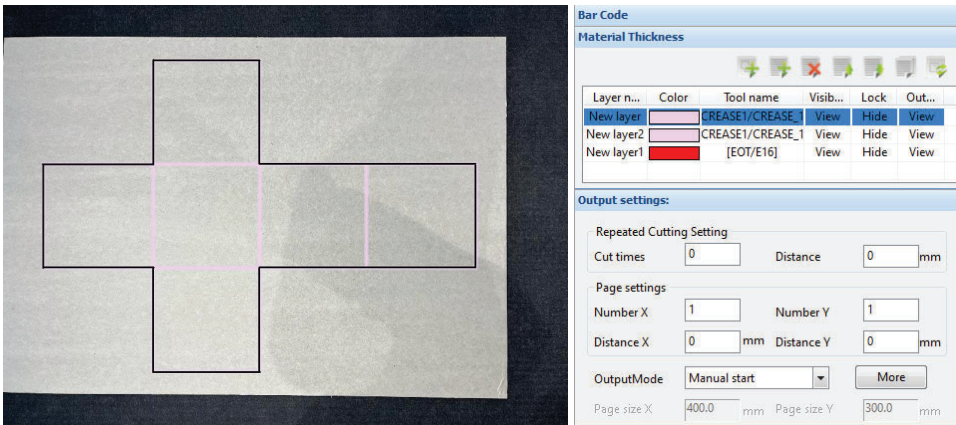 Bar Code
Material Thickness
Layer n... Color Tool name Visib... Lock Out...
New layer CREASE1/CREASE_1 View Hide View
New layer2 CREASE1/CREASE_1 View Hide View
New layer1 [EOT/E16] View Hide View
Output settings:
Repeated Cutting Setting
Cut times 0 Distance 0 mm
Page settings
Number X 1 Number Y 1
Distance X 0 mm Distance Y 0 mm
OutputMode Manual start More
Page size X 400.0 mm Page size Y 300.0 mm